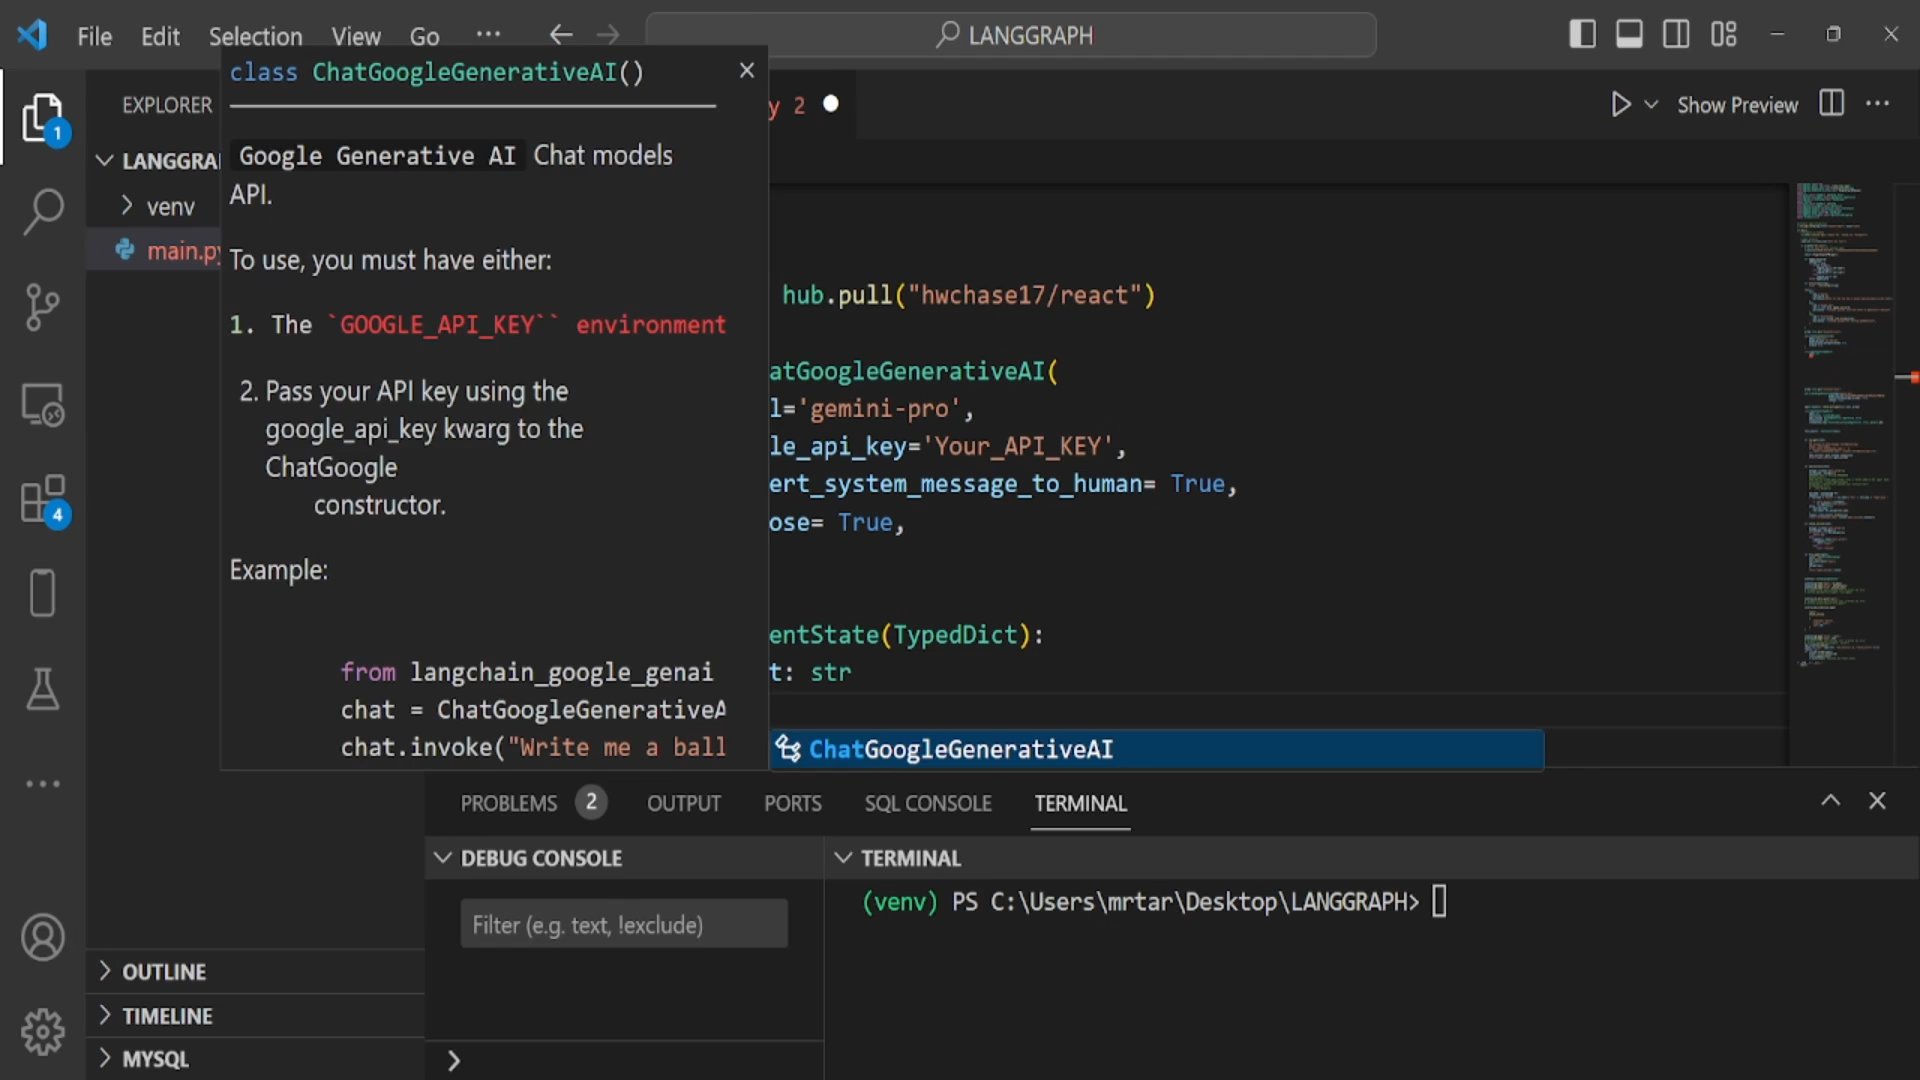 File Edit Selection View Go ··· LANGGRAPH
class ChatGoogleGenerativeAI()
Google Generative AI Chat models
API.
To use, you must have either:
1. The `GOOGLE_API_KEY`` environment
2. Pass your API key using the
google_api_key kwarg to the
ChatGoogle
constructor.
Example:
from langchain_google_genai
chat = ChatGoogleGenerativeA
chat.invoke("Write me a ball
1
EXPLORER
LANGGRA
venv
main.py
4
y 2
Show Preview
hub.pull("hwchase17/react")
atGoogleGenerativeAI(
l='gemini-pro',
le_api_key='Your_API_KEY',
ert_system_message_to_human= True,
ose= True,
entState(TypedDict):
t: str
ChatGoogleGenerativeAI
PROBLEMS 2 OUTPUT PORTS SQL CONSOLE TERMINAL
DEBUG CONSOLE
Filter (e.g. text, !exclude)
TERMINAL
(venv) PS C:\Users\mrtar\Desktop\LANGGRAPH>
OUTLINE
TIMELINE
MYSQL